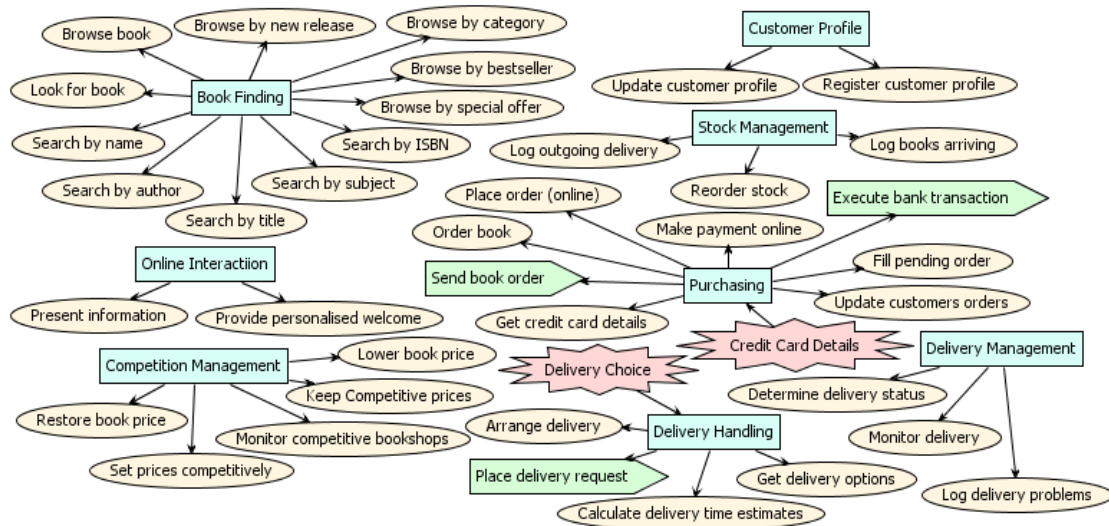 Browse by new release
Browse by category
Browse book
Customer Profile
Browse by bestseller
Look for book
Book Finding
Update customer profile
Register customer profile
Browse by special offer
Stock Management
Search by name
Search by ISBN
Log outgoing delivery
Log books arriving
Search by author
Search by subject
Reorder stock
Place order (online)
Execute bank transaction
Search by title
Order book
Make payment online
Online Interactiion
Fill pending order
Send book order
Purchasing
Present information
Provide personalised welcome
Get credit card details
Update customers orders
Lower book price
Credit Card Details
Competition Management
Delivery Choice
Delivery Management
Keep Competitive prices
Determine delivery status
Restore book price
Arrange delivery
Delivery Handling
Monitor competitive bookshops
Monitor delivery
Set prices competitively
Place delivery request
Get delivery options
Log delivery problems
Calculate delivery time estimates